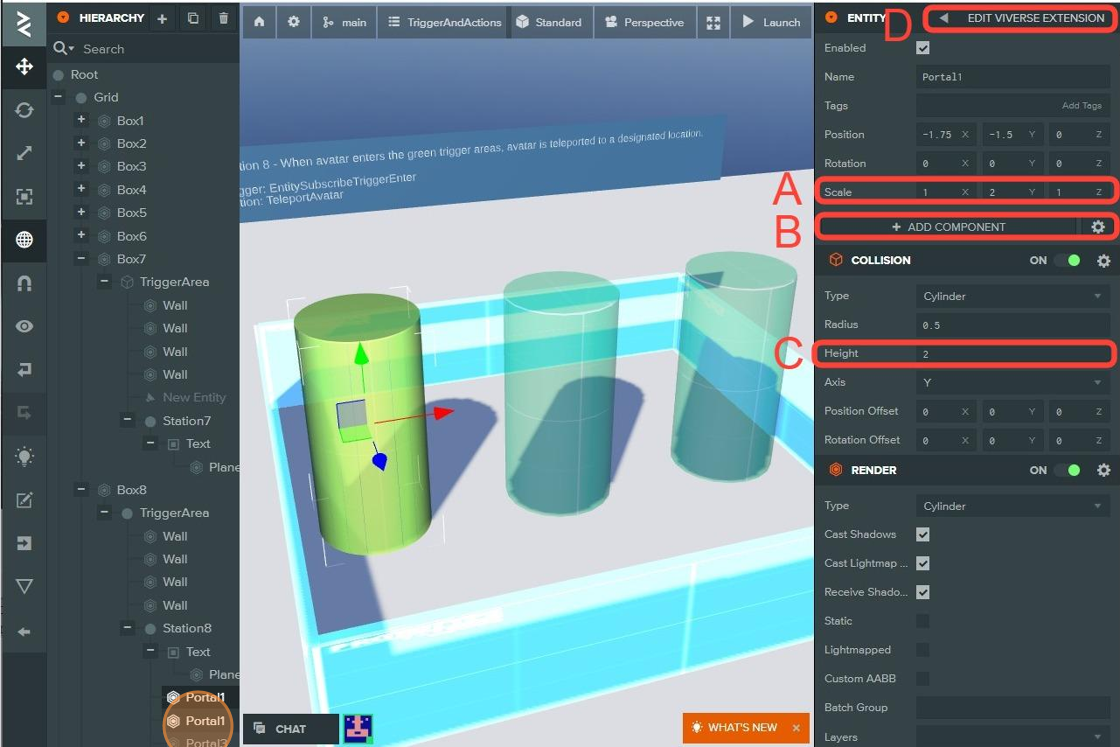 HIERARCHY
Search
Root
Grid
Box1
Box2
Box3
Box4
Box5
Box6
Box7
TriggerArea
Wall
Wall
Wall
Wall
New Entity
Station7
Text
Plane
Box8
TriggerArea
Wall
Wall
Wall
Wall
Station8
Text
Plane
Portal1
Portal1
Portal3
main
TriggerAndActions
Standard
Perspective
Launch
tion 8 - When avatar enters the green trigger areas, avatar is teleported to a designated location.
gger: EntitySubscribeTriggerEnter
tion: TeleportAvatar
CHAT
WHAT'S NEW ×
ENTITY
D
EDIT VIVERSE EXTENSION
Enabled
Name Portal1
Tags Add Tags
Position -1.75 X -1.5 Y 0 Z
Rotation 0 X 0 Y 0 Z
A
Scale 1 X 2 Y 1 Z
B
+ ADD COMPONENT
COLLISION ON
Type Cylinder
Radius 0.5
C
Height 2
Axis Y
Position Offset 0 X 0 Y 0 Z
Rotation Offset 0 X 0 Y 0 Z
RENDER ON
Type Cylinder
Cast Shadows
Cast Lightmap ...
Receive Shado...
Static
Lightmapped
Custom AABB
Batch Group
Layers